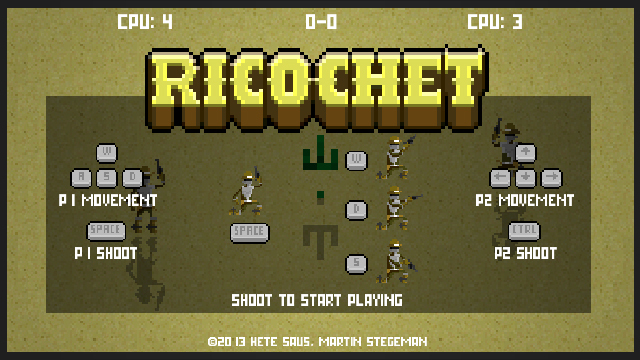 CPU: 4 0-0 CPU: 3
RICOCHET
W
A S D
P1 MOVEMENT
SPACE
P1 SHOOT
SPACE
W
D
S
↑
← ↓ →
P2 MOVEMENT
CTRL
P2 SHOOT
SHOOT TO START PLAYING
©2013 HETE SAUS. MARTIN STEGEMAN